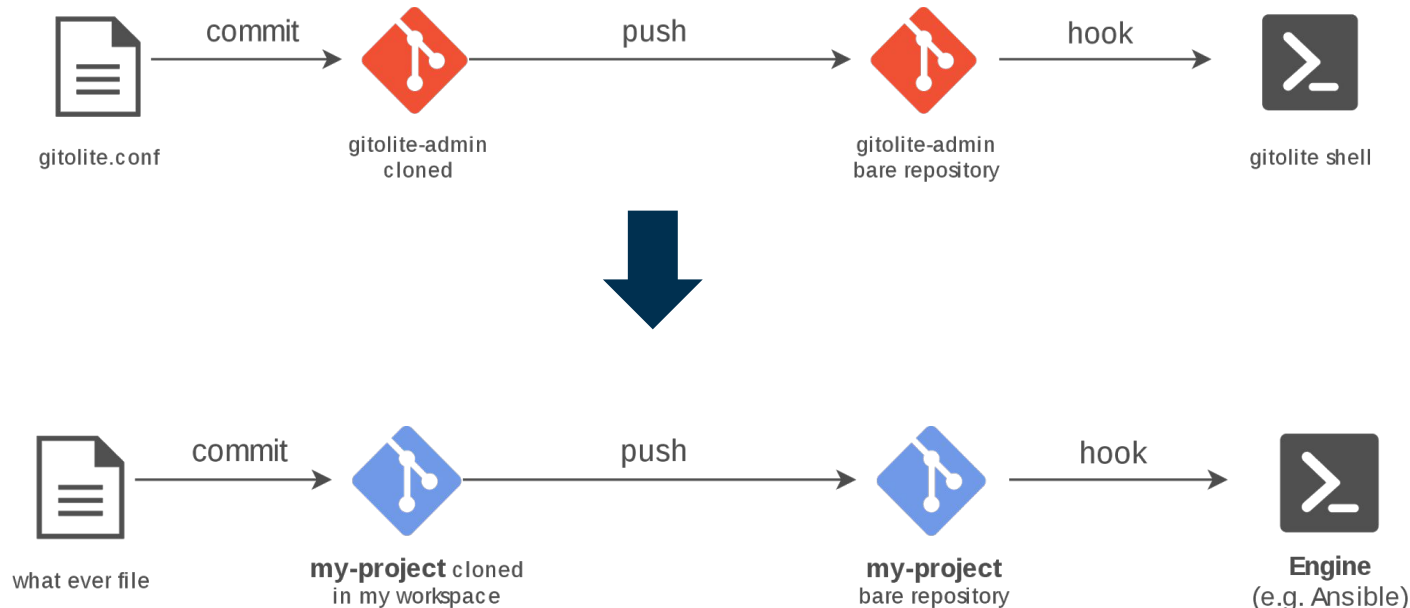 commit
push
hook
gitolite.conf
gitolite-admin
cloned
gitolite-admin
bare repository
gitolite shell
commit
push
hook
what ever file
my-project cloned
in my workspace
my-project
bare repository
Engine
(e.g. Ansible)